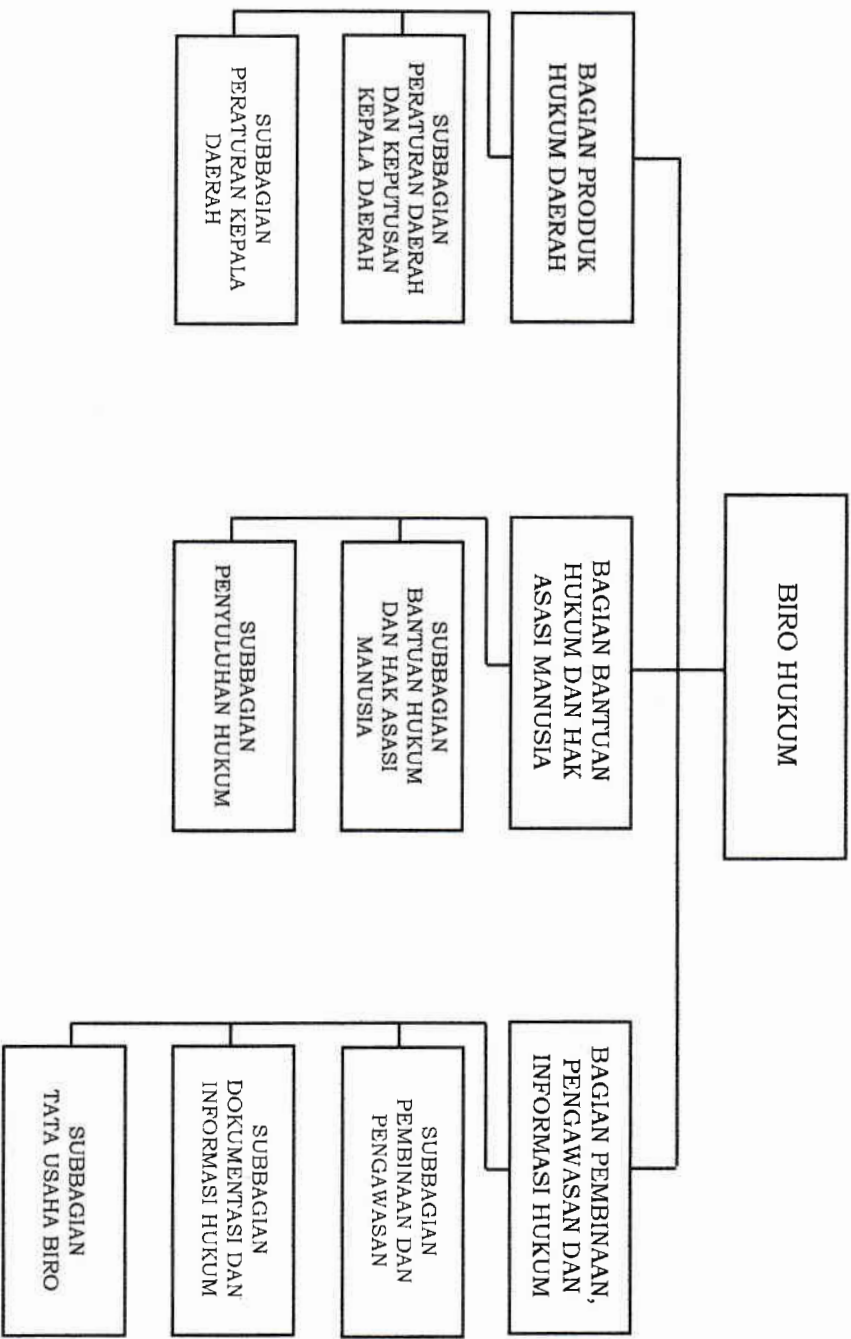 BIRO HUKUM
BAGIAN PRODUK
HUKUM DAERAH
SUBBAGIAN
PERATURAN DAERAH
DAN KEPUTUSAN
KEPALA DAERAH
SUBBAGIAN
PERATURAN KEPALA
DAERAH
BAGIAN BANTUAN
HUKUM DAN HAK
ASASI MANUSIA
SUBBAGIAN
BANTUAN HUKUM
DAN HAK ASASI
MANUSIA
SUBBAGIAN
PENYULUHAN HUKUM
BAGIAN PEMBINAAN,
PENGAWASAN DAN
INFORMASI HUKUM
SUBBAGIAN
PEMBINAAN DAN
PENGAWASAN
SUBBAGIAN
DOKUMENTASI DAN
INFORMASI HUKUM
SUBBAGIAN
TATA USAHA BIRO